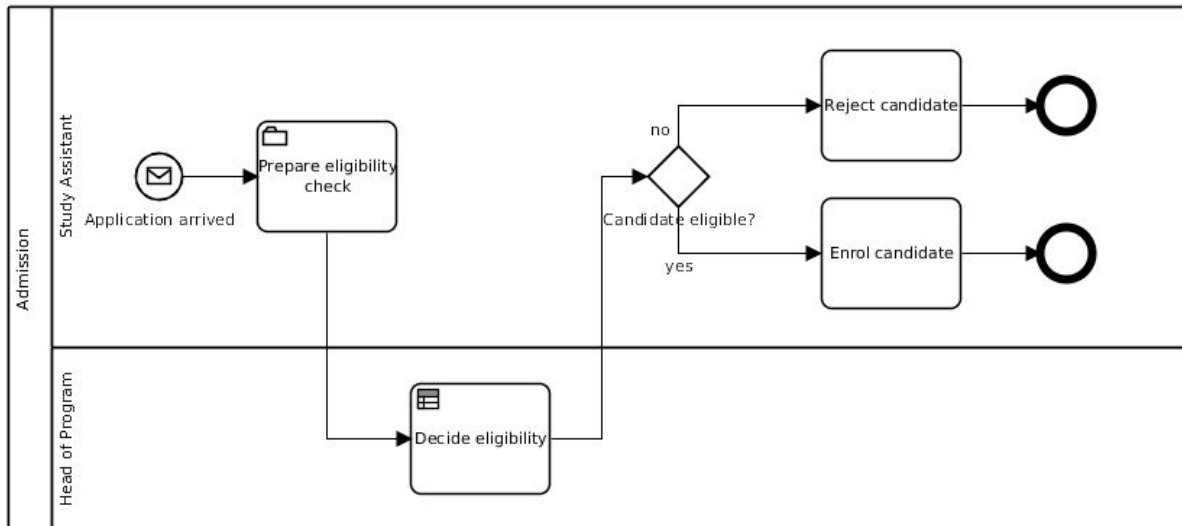 Admission
Study Assistant
Application arrived
Prepare eligibility
check
no
Candidate eligible?
yes
Reject candidate
Enrol candidate
Head of Program
Decide eligibility